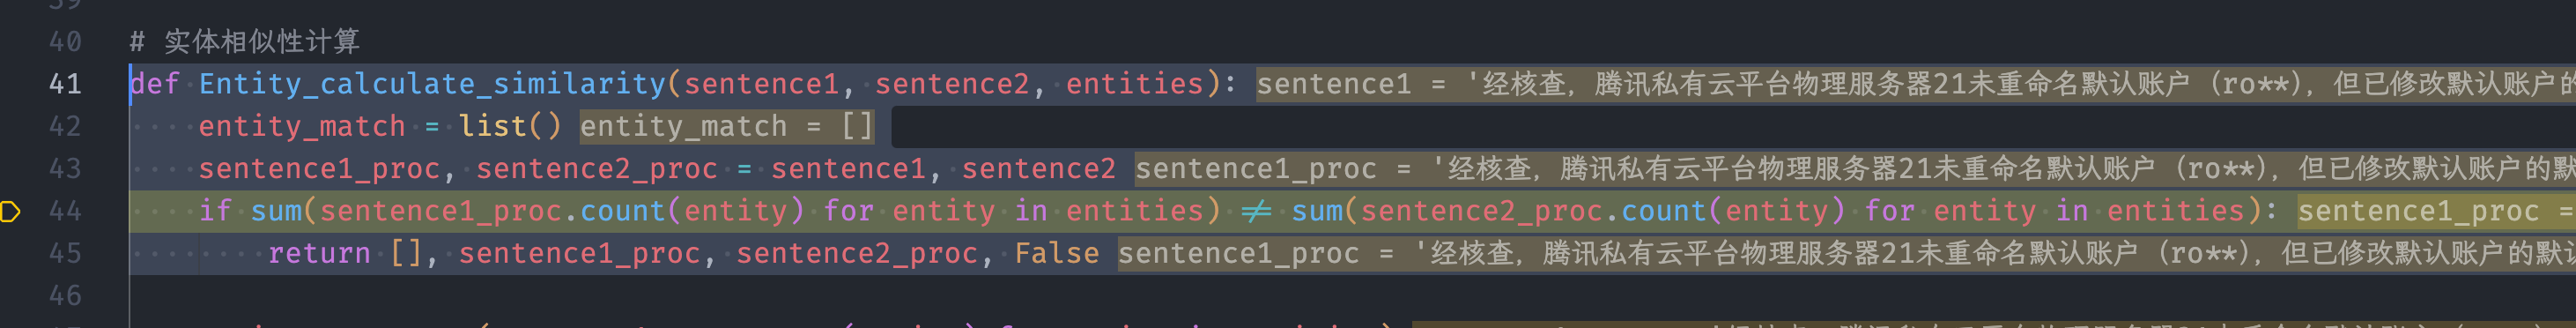 40 # 实体相似性计算
41 def Entity_calculate_similarity(sentence1, sentence2, entities): sentence1 = '经核查, 腾讯私有云平台物理服务器21未重命名默认账户 (ro**), 但已修改默认账户的
42 entity_match = list() entity_match = []
43 sentence1_proc, sentence2_proc = sentence1, sentence2 sentence1_proc = '经核查, 腾讯私有云平台物理服务器21未重命名默认账户 (ro**), 但已修改默认账户的默
44 if sum(sentence1_proc.count(entity) for entity in entities) != sum(sentence2_proc.count(entity) for entity in entities): sentence1_proc =
45 return [], sentence1_proc, sentence2_proc, False sentence1_proc = '经核查, 腾讯私有云平台物理服务器21未重命名默认账户 (ro**), 但已修改默认账户的默认
46